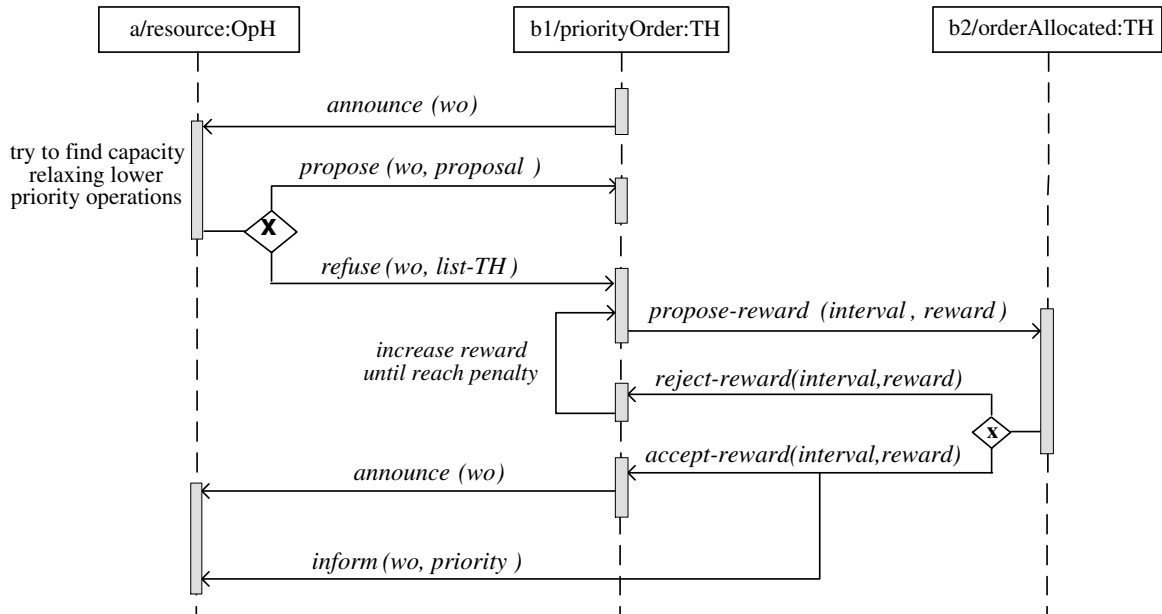 a/resource:OpH
b1/priorityOrder:TH
b2/orderAllocated:TH
announce (wo)
try to find capacity
relaxing lower
priority operations
propose (wo, proposal )
X
refuse (wo, list-TH)
propose-reward (interval , reward )
increase reward
until reach penalty
reject-reward(interval,reward)
x
accept-reward(interval,reward)
announce (wo)
inform (wo, priority )